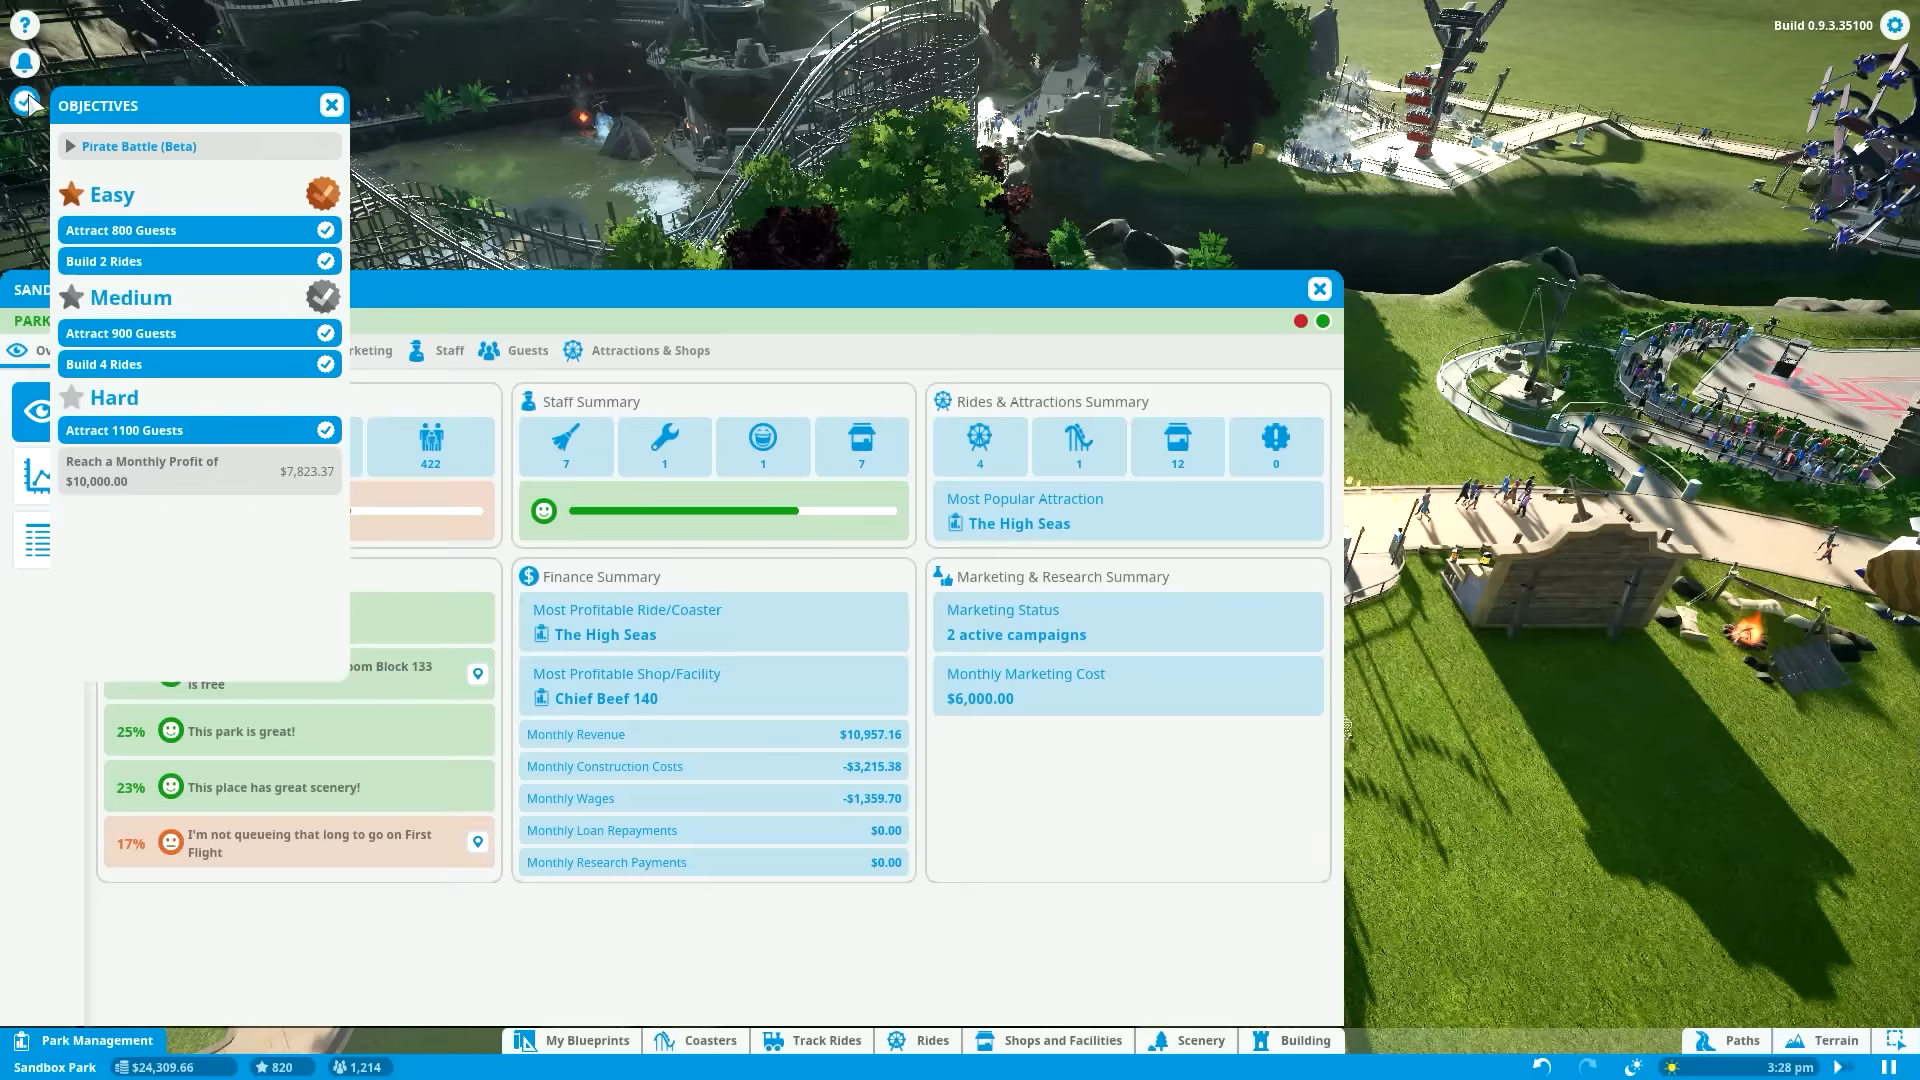 Build 0.9.3.35100
OBJECTIVES
Pirate Battle (Beta)
Easy
Attract 800 Guests
Build 2 Rides
Medium
Attract 900 Guests
Build 4 Rides
Hard
Attract 1100 Guests
Reach a Monthly Profit of
$10,000.00
$7,823.37
SAND
PARK
Ov
rketing
Staff
Guests
Attractions & Shops
422
Staff Summary
7
1
1
7
Rides & Attractions Summary
4
1
12
0
Most Popular Attraction
The High Seas
oom Block 133
is free
25%
This park is great!
23%
This place has great scenery!
17%
I'm not queueing that long to go on First
Flight
Finance Summary
Most Profitable Ride/Coaster
The High Seas
Most Profitable Shop/Facility
Chief Beef 140
Monthly Revenue $10,957.16
Monthly Construction Costs -$3,215.38
Monthly Wages -$1,359.70
Monthly Loan Repayments $0.00
Monthly Research Payments $0.00
Marketing & Research Summary
Marketing Status
2 active campaigns
Monthly Marketing Cost
$6,000.00
Park Management
My Blueprints
Coasters
Track Rides
Rides
Shops and Facilities
Scenery
Building
Paths
Terrain
Sandbox Park
$24,309.66
820
1,214
3:28 pm